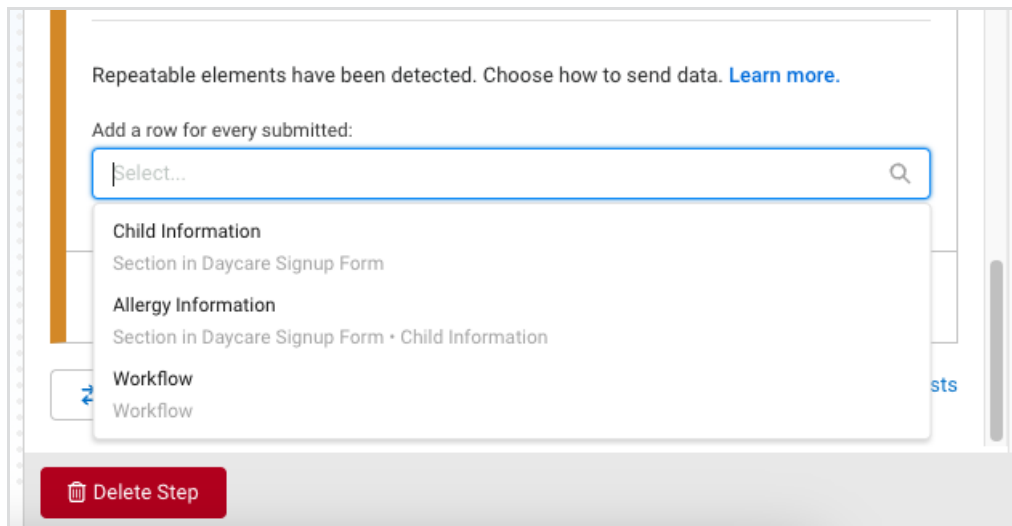 Repeatable elements have been detected. Choose how to send data. Learn more.
Add a row for every submitted:
Select...
Child Information
Section in Daycare Signup Form
Allergy Information
Section in Daycare Signup Form • Child Information
Workflow
Workflow
sts
Delete Step